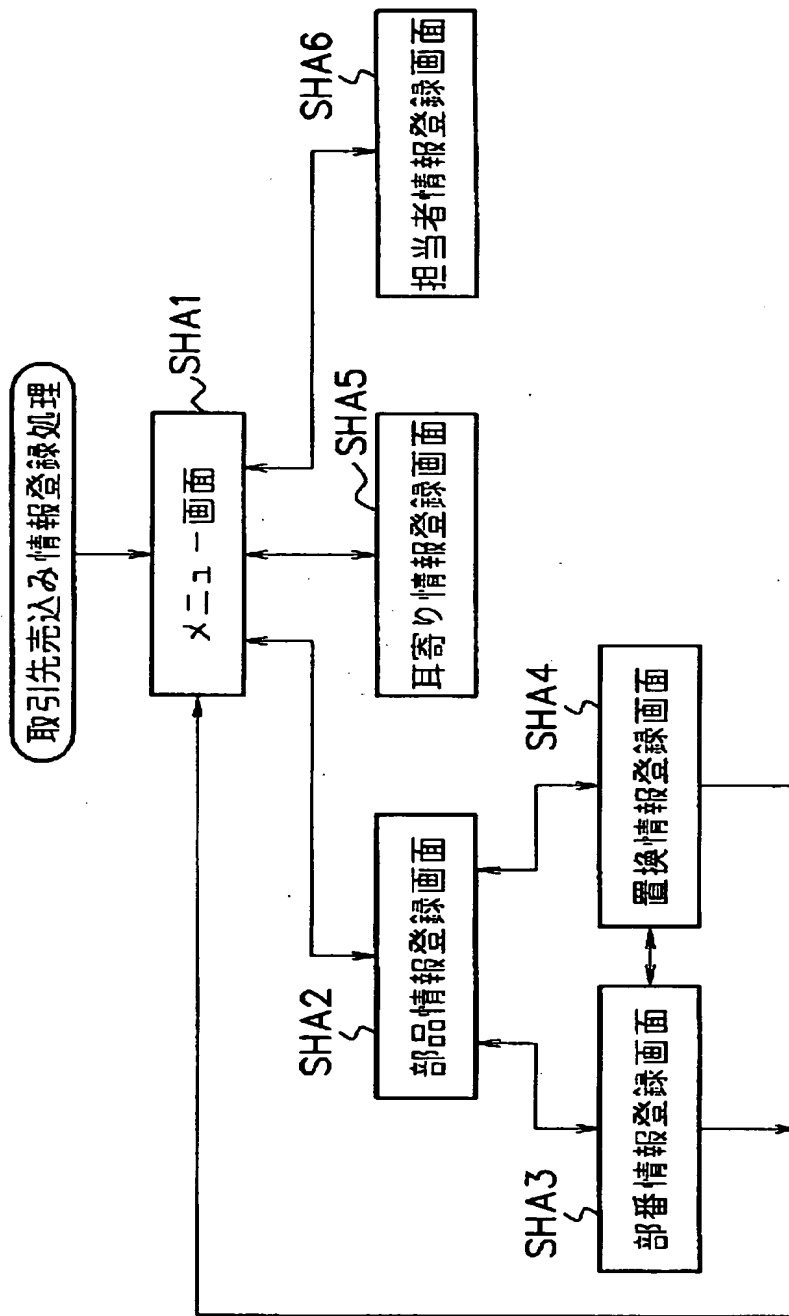 取引先売込み情報登録処理
メニュー画面
SHA1
部品情報登録画面
SHA2
耳寄り情報登録画面
SHA5
担当者情報登録画面
SHA6
部番情報登録画面
SHA3
置換情報登録画面
SHA4